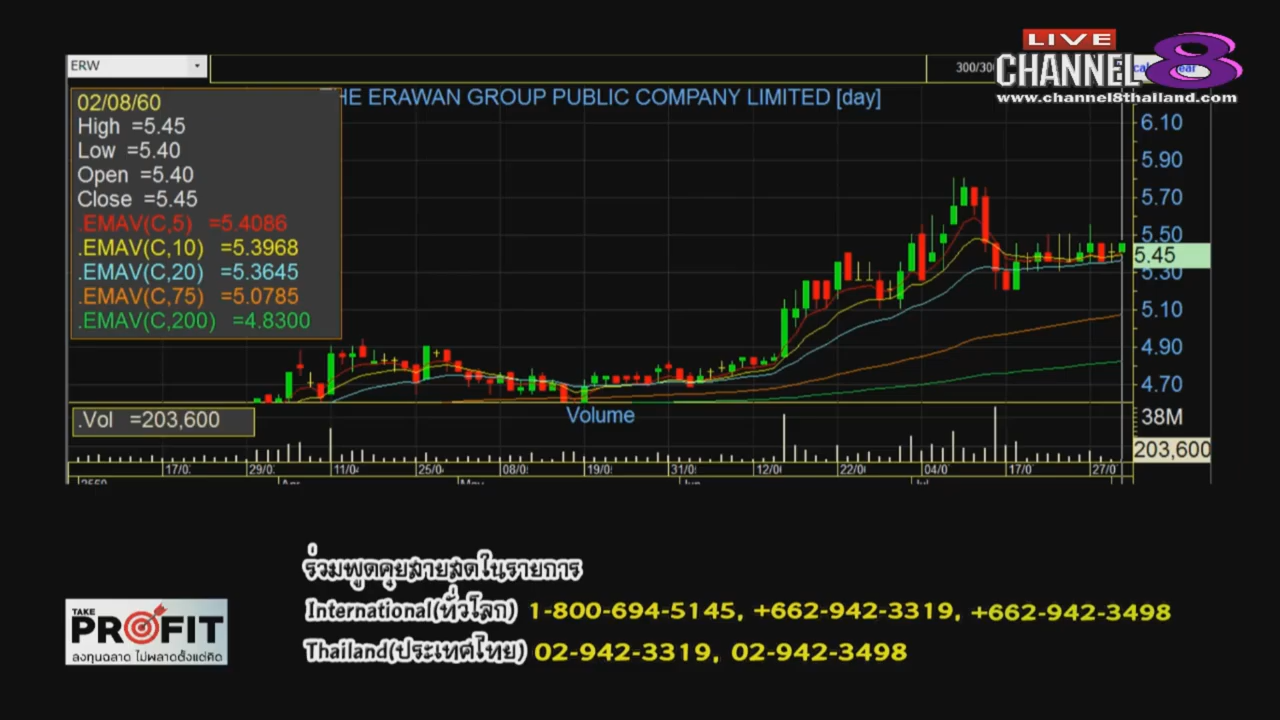 ERW
300/300
LIVE
CHANNEL 8
www.channel8thailand.com
THE ERAWAN GROUP PUBLIC COMPANY LIMITED [day]
02/08/60
High =5.45
Low =5.40
Open =5.40
Close =5.45
.EMAV(C,5) =5.4086
.EMAV(C,10) =5.3968
.EMAV(C,20) =5.3645
.EMAV(C,75) =5.0785
.EMAV(C,200) =4.8300
6.10
5.90
5.70
5.50
5.45
5.30
5.10
4.90
4.70
.Vol =203,600
Volume
38M
203,600
17/0 29/0 11/0 25/0 08/0 19/0 31/0 12/0 22/0 04/0 17/0 27/0
2560 Apr May Jun Jul
ร่วมพูดคุยสายสดในรายการ
International(ทั่วโลก) 1-800-694-5145, +662-942-3319, +662-942-3498
Thailand(ประเทศไทย) 02-942-3319, 02-942-3498
TAKE
PROFIT
ลงทุนฉลาด ไม่พลาดตั้งแต่คิด